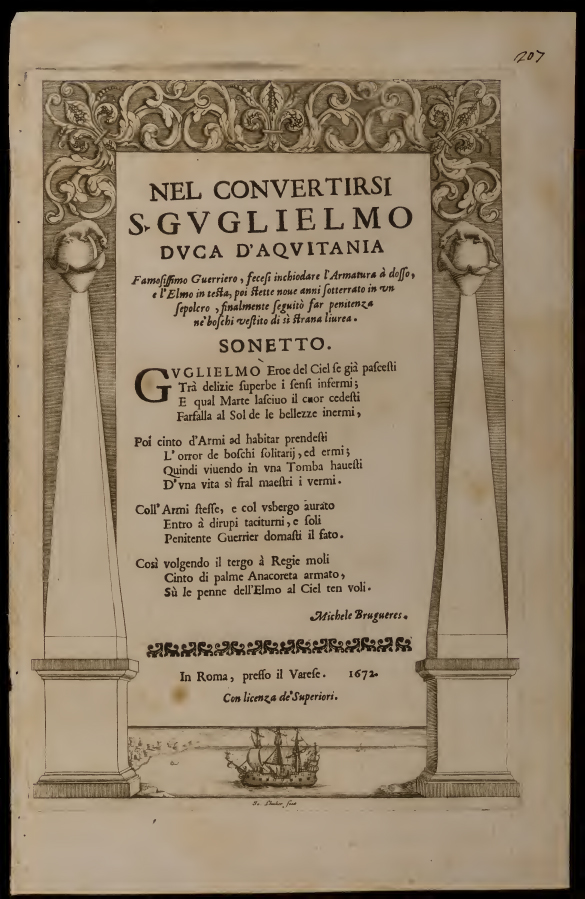 207
NEL CONVERTIRSI
S. GVGLIELMO
DVCA D'AQVITANIA
Famosiſſimo Guerriero, feceſi inchiodare l'Armatura à doſſo,
e l'Elmo in teſta, poi ſtette noue anni ſotterrato in vn
ſepolcro, finalmente ſeguitò far penitenza
ne' boſchi veſtito di sì ſtrana liurea.
SONETTO.
GVGLIELMO Eroe del Ciel ſe già paſceſti
Trà delizie ſuperbe i ſenſi infermi;
E qual Marte laſciuo il cuor cedeſti
Farfalla al Sol de le bellezze inermi,
Poi cinto d'Armi ad habitar prendeſti
L'orror de boſchi ſolitarij, ed ermi;
Quindi viuendo in vna Tomba haueſti
D'vna vita sì fral maeſtri i vermi.
Coll'Armi ſteſſe, e col vsbergo aurato
Entro à dirupi taciturni, e ſoli
Penitente Guerrier domaſti il fato.
Così volgendo il tergo à Regie moli
Cinto di palme Anacoreta armato,
Sù le penne dell'Elmo al Ciel ten voli.
Michele Brugueres.
In Roma, preſſo il Vareſe. 1672.
Con licenza de' Superiori.